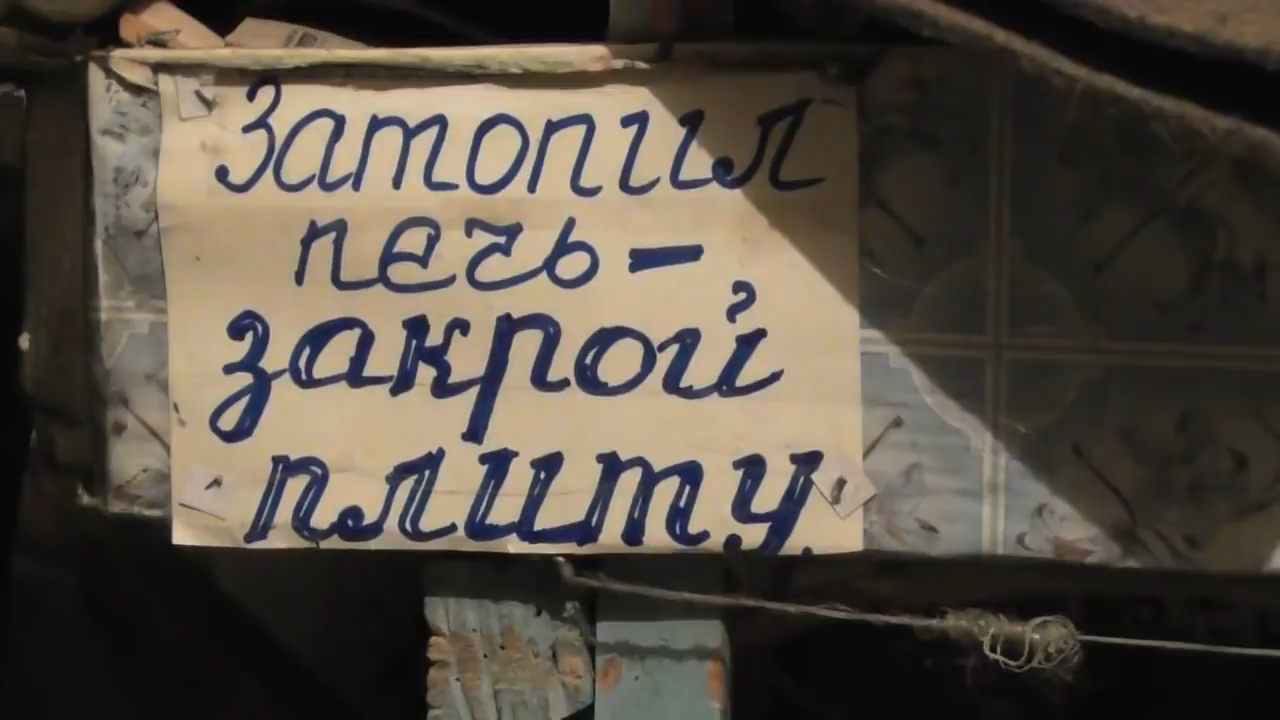 Затопил
печь-
закрой
плиту.